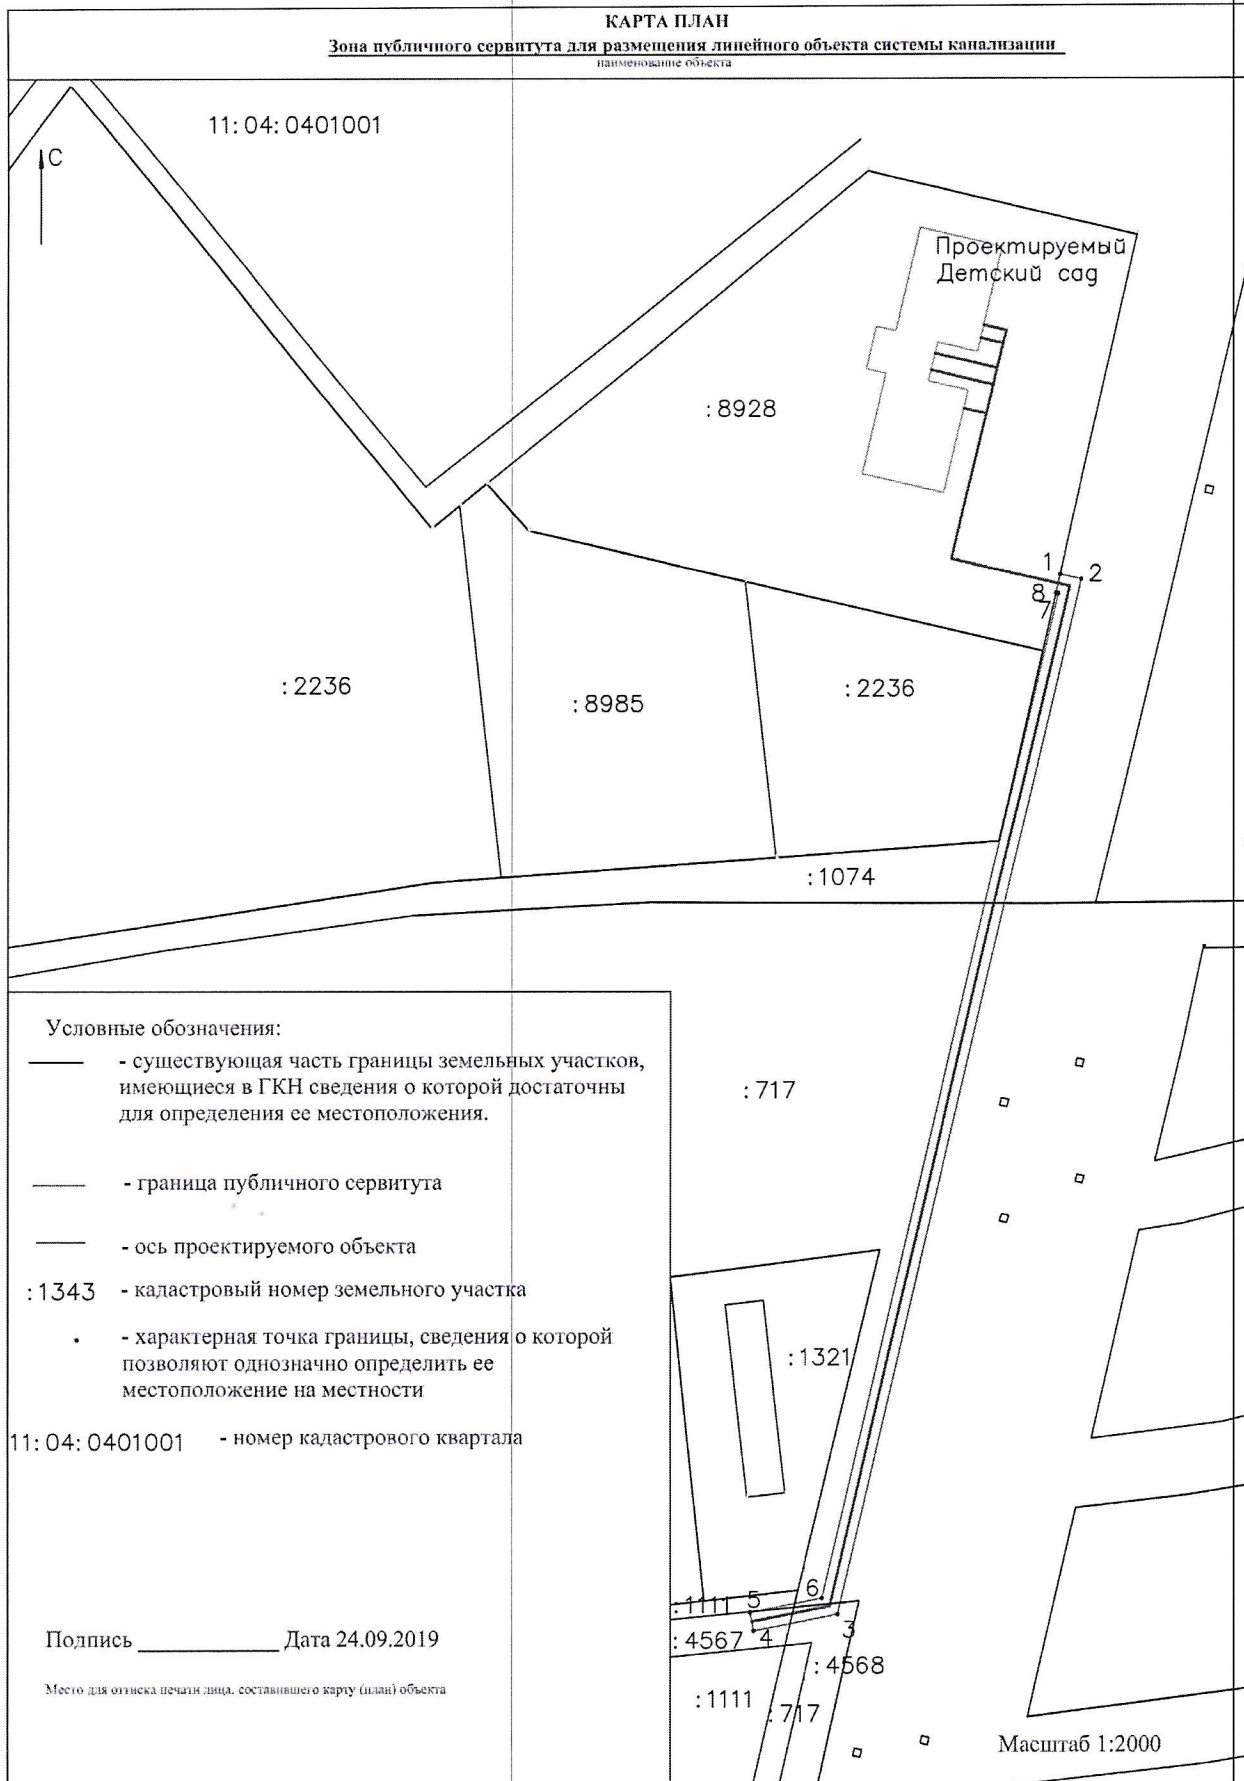 КАРТА ПЛАН
Зона публичного сервитута для размещения линейного объекта системы канализации
наименование объекта
11:04:0401001
С
Проектируемый
Детский сад
:8928
1
2
8
7
:2236
:8985
:2236
:1074
Условные обозначения:
- существующая часть границы земельных участков,
имеющиеся в ГКН сведения о которой достаточны
для определения ее местоположения.
:717
- граница публичного сервитута
- ось проектируемого объекта
:1343 - кадастровый номер земельного участка
- характерная точка границы, сведения о которой
позволяют однозначно определить ее
местоположение на местности
:1321
11:04:0401001 - номер кадастрового квартала
6
:1111 5
3
:4567 4
Подпись ____________ Дата 24.09.2019
:4568
Место для оттиска печати лица, составившего карту (план) объекта
:1111
:717
Масштаб 1:2000